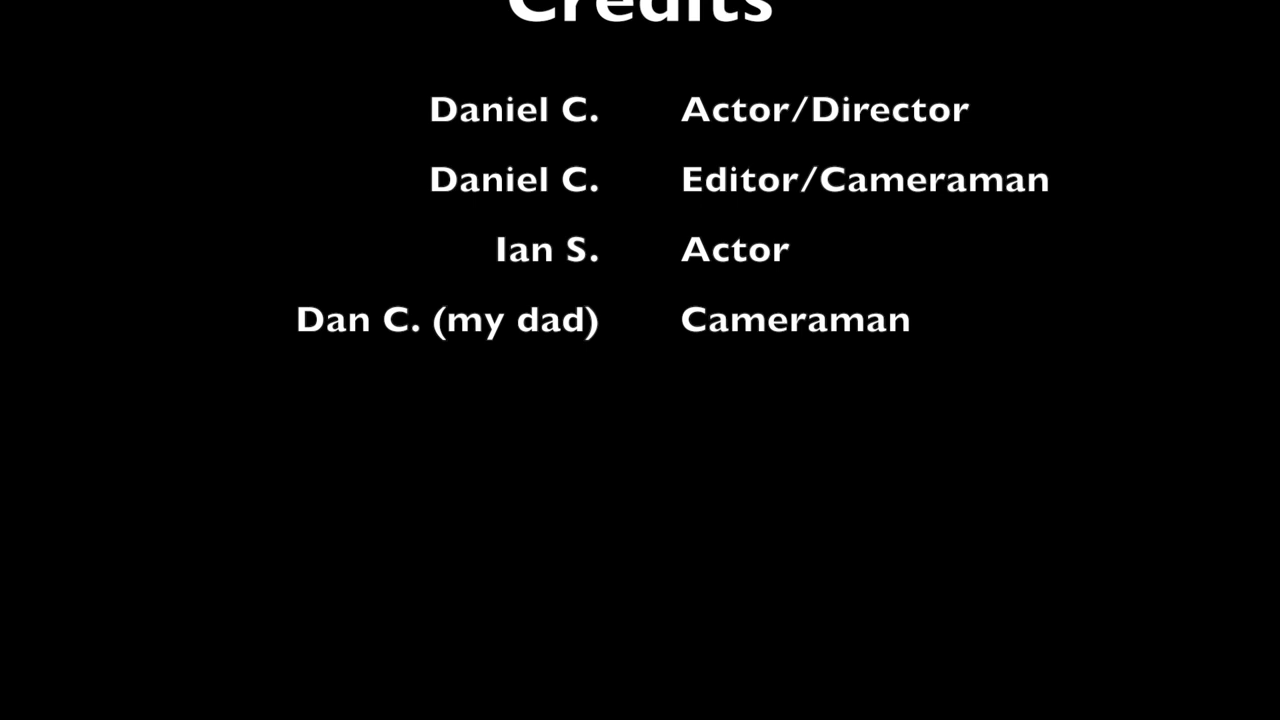 Credits
Daniel C. Actor/Director
Daniel C. Editor/Cameraman
Ian S. Actor
Dan C. (my dad) Cameraman